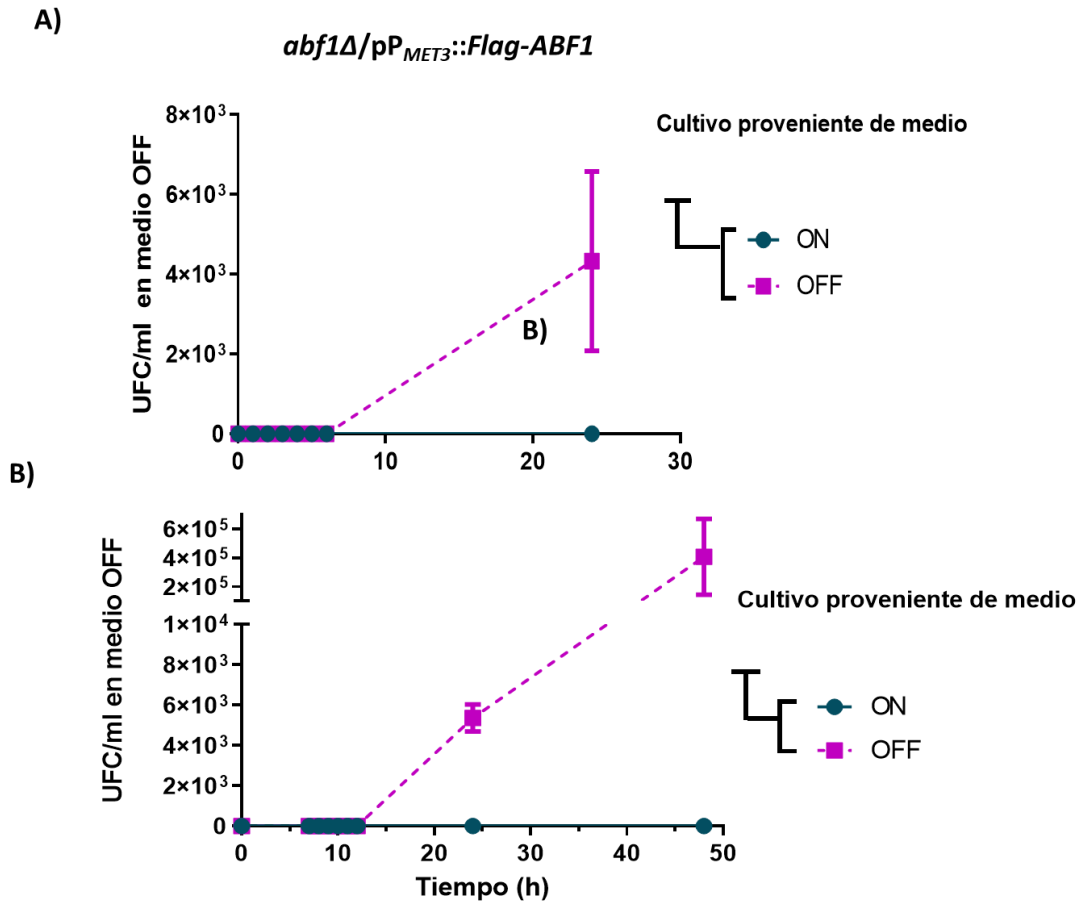 A)
abf1Δ/pP_MET3::Flag-ABF1
8×10³
6×10³
4×10³
2×10³
0
UFC/ml en medio OFF
0 10 20 30
B)
Cultivo proveniente de medio
ON
OFF
B)
6×10⁵
4×10⁵
2×10⁵
1×10⁴
8×10³
6×10³
4×10³
2×10³
0
UFC/ml en medio OFF
0 10 20 30 40 50
Tiempo (h)
Cultivo proveniente de medio
ON
OFF